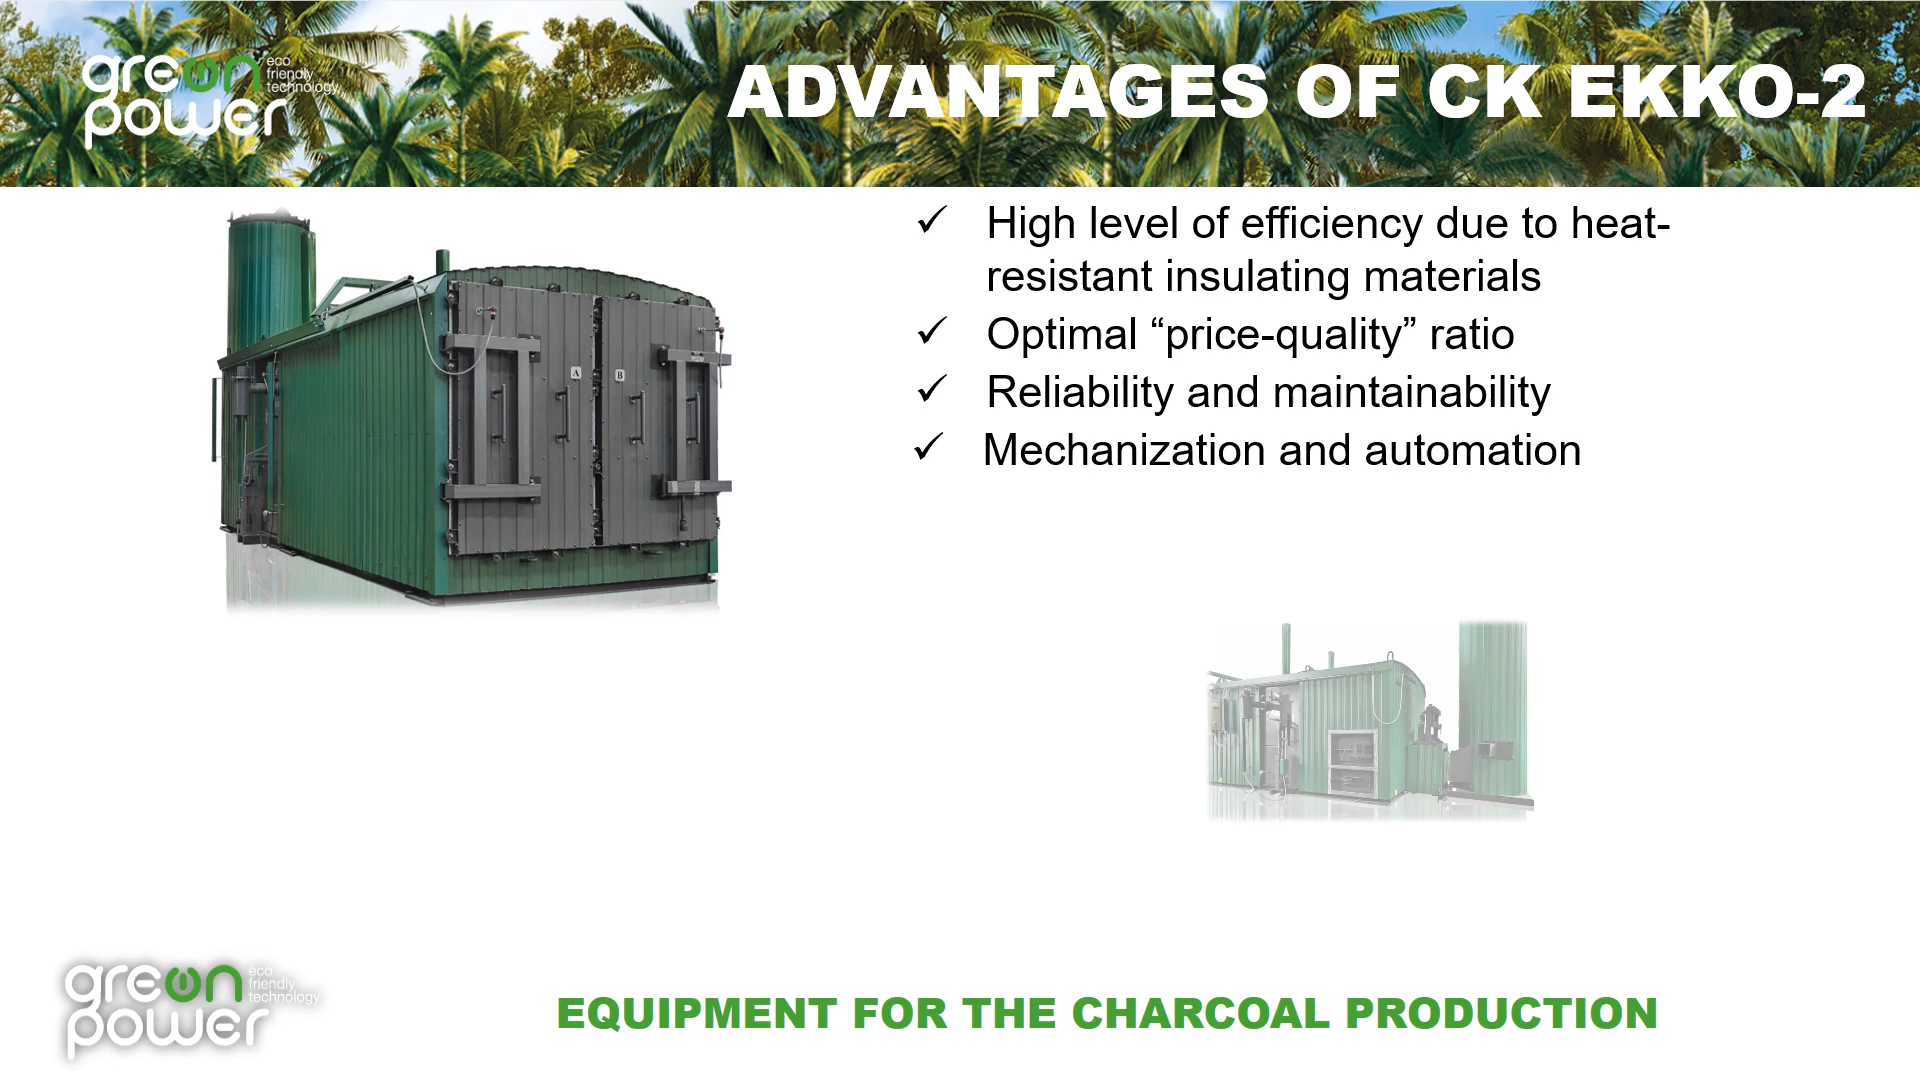 green
power
eco
friendly
technology
ADVANTAGES OF CK EKKO-2
High level of efficiency due to heat-
resistant insulating materials
Optimal “price-quality” ratio
Reliability and maintainability
Mechanization and automation
A
B
green
power
eco
friendly
technology
EQUIPMENT FOR THE CHARCOAL PRODUCTION